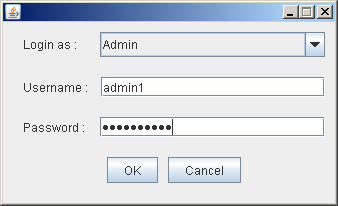 Login as : Admin
Username : admin1
Password : ••••••••••
OK Cancel